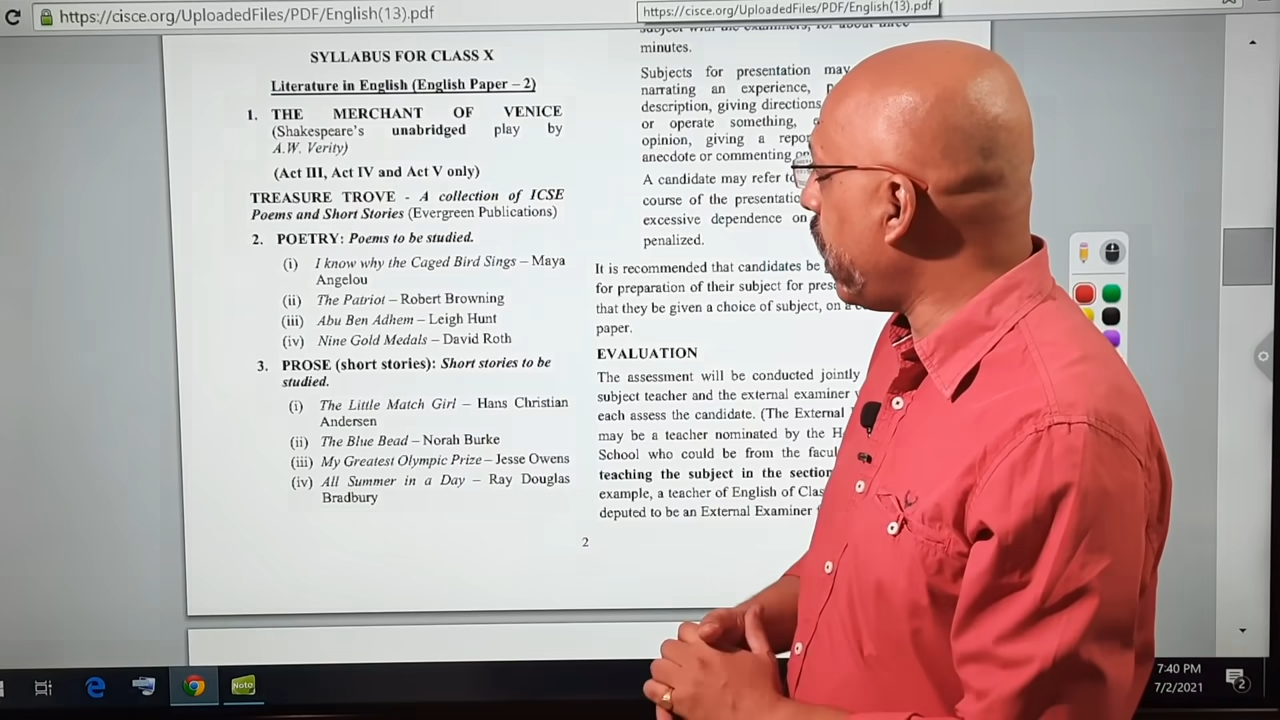 https://cisce.org/UploadedFiles/PDF/English(13).pdf
https://cisce.org/UploadedFiles/PDF/English(13).pdf
SYLLABUS FOR CLASS X
Literature in English (English Paper – 2)
1. THE MERCHANT OF VENICE
(Shakespeare's unabridged play by
A.W. Verity)
(Act III, Act IV and Act V only)
TREASURE TROVE - A collection of ICSE
Poems and Short Stories (Evergreen Publications)
2. POETRY: Poems to be studied.
(i) I know why the Caged Bird Sings – Maya
Angelou
(ii) The Patriot – Robert Browning
(iii) Abu Ben Adhem – Leigh Hunt
(iv) Nine Gold Medals – David Roth
3. PROSE (short stories): Short stories to be
studied.
(i) The Little Match Girl – Hans Christian
Andersen
(ii) The Blue Bead – Norah Burke
(iii) My Greatest Olympic Prize – Jesse Owens
(iv) All Summer in a Day – Ray Douglas
Bradbury
minutes.
Subjects for presentation may
narrating an experience,
description, giving directions
or operate something,
opinion, giving a
anecdote or commenting
A candidate may refer
course of the presentation
excessive dependence on
penalized.
It is recommended that candidates be
for preparation of their subject for
that they be given a choice of subject, on a
paper.
EVALUATION
The assessment will be conducted jointly
subject teacher and the external examiner
each assess the candidate. (The External
may be a teacher nominated by the
School who could be from the
teaching the subject in the section
example, a teacher of English of
deputed to be an External Examiner
2
Note
7:40 PM
7/2/2021
2